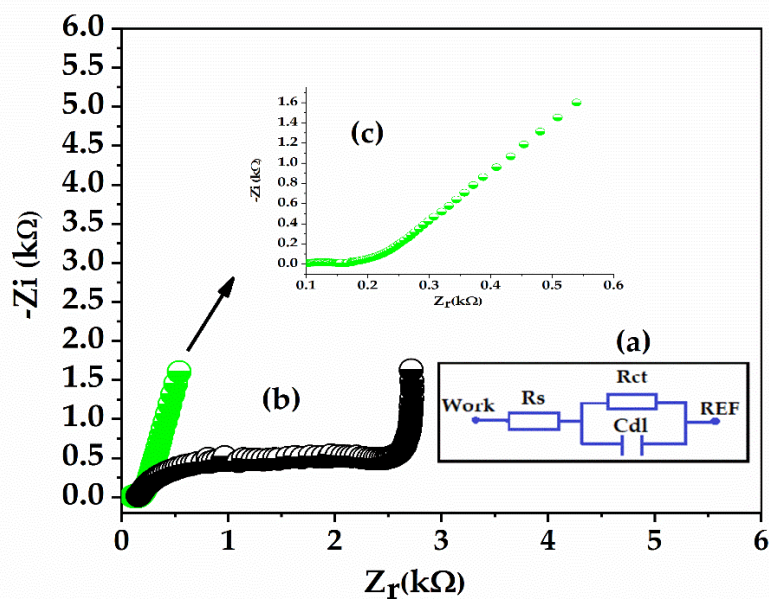 6.0
5.5
5.0
4.5
4.0
3.5
3.0
2.5
2.0
1.5
1.0
0.5
0.0
-Zi (kΩ)
0 1 2 3 4 5 6
Zr(kΩ)
(c)
1.6
1.4
1.2
1.0
0.8
0.6
0.4
0.2
0.0
-Zi (kΩ)
0.1 0.2 0.3 0.4 0.5 0.6
Zr(kΩ)
(b)
(a)
Work
Rs
Rct
Cdl
REF